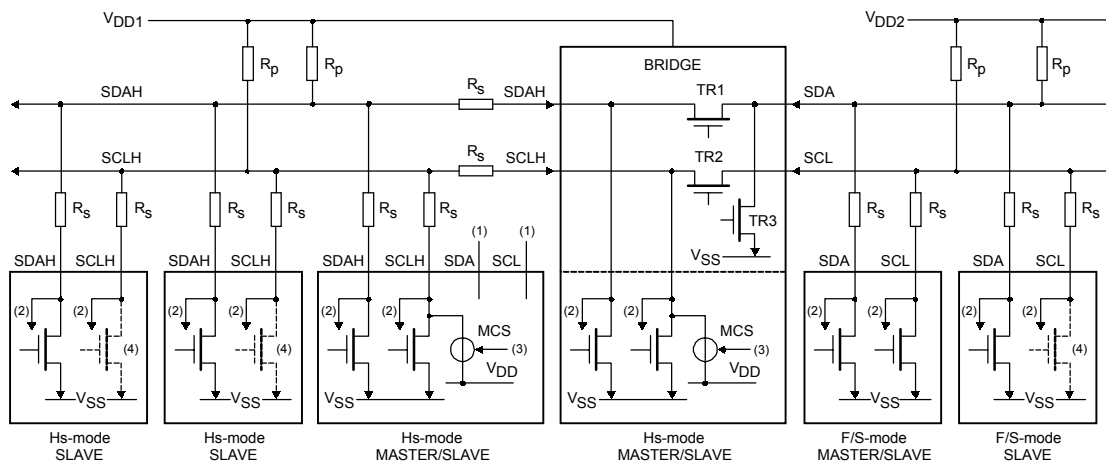 VDD1
VDD2
Rp Rp
BRIDGE
Rp Rp
SDAH Rs SDAH TR1 SDA
SCLH Rs SCLH TR2 SCL
Rs Rs Rs Rs Rs Rs TR3 Rs Rs Rs Rs
(1) (1)
VSS
SDAH SCLH SDAH SCLH SDAH SCLH SDA SCL SDA SCL SDA SCL
(2) (2) (2) (2) (2) (2) (2) (2) (2) (2) (2) (2)
MCS MCS
(4) (4) (3) (3) (4)
VDD VDD
VSS VSS VSS VSS VSS VSS
Hs-mode
SLAVE
Hs-mode
SLAVE
Hs-mode
MASTER/SLAVE
Hs-mode
MASTER/SLAVE
F/S-mode
MASTER/SLAVE
F/S-mode
SLAVE